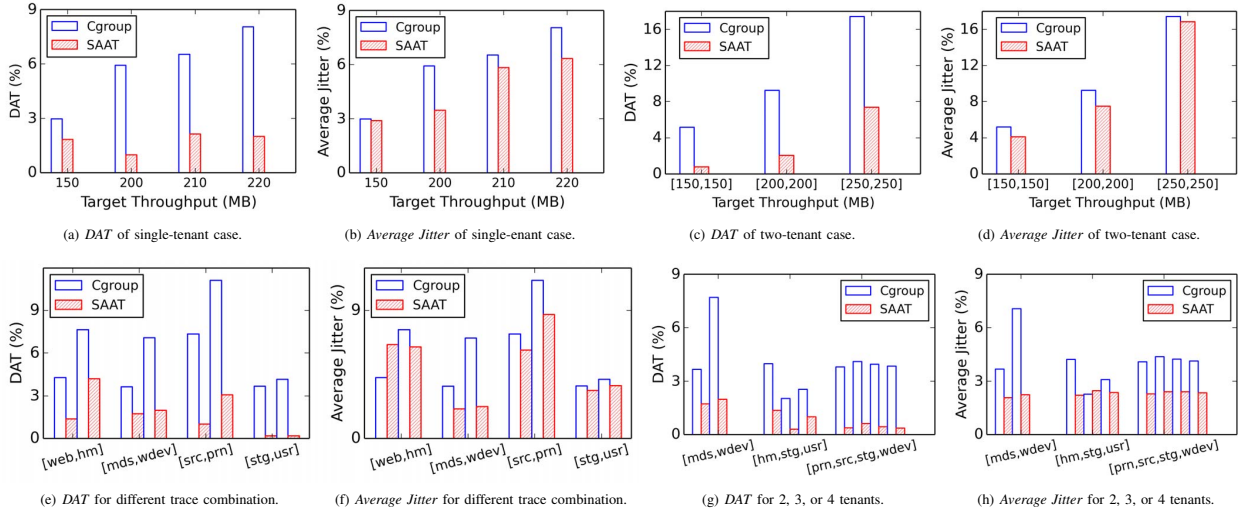 DAT (%)
9
6
3
0
Cgroup
SAAT
150 200 210 220
Target Throughput (MB)
(a) DAT of single-tenant case.
Average Jitter (%)
9
6
3
0
Cgroup
SAAT
150 200 210 220
Target Throughput (MB)
(b) Average Jitter of single-enant case.
DAT (%)
16
12
8
4
0
Cgroup
SAAT
[150,150] [200,200] [250,250]
Target Throughput (MB)
(c) DAT of two-tenant case.
Average Jitter (%)
16
12
8
4
0
Cgroup
SAAT
[150,150] [200,200] [250,250]
Target Throughput (MB)
(d) Average Jitter of two-tenant case.
DAT (%)
9
6
3
0
Cgroup
SAAT
[web,hm] [mds,wdev] [src,prn] [stg,usr]
(e) DAT for different trace combination.
Average Jitter (%)
9
0
Cgroup
SAAT
[web,hm] [mds,wdev] [src,prn] [stg,usr]
(f) Average Jitter for different trace combination.
DAT (%)
9
6
3
0
Cgroup
SAAT
[mds,wdev] [hm,stg,usr] [prn,src,stg,wdev]
(g) DAT for 2, 3, or 4 tenants.
Average Jitter (%)
9
6
3
0
Cgroup
SAAT
[mds,wdev] [hm,stg,usr] [prn,src,stg,wdev]
(h) Average Jitter for 2, 3, or 4 tenants.